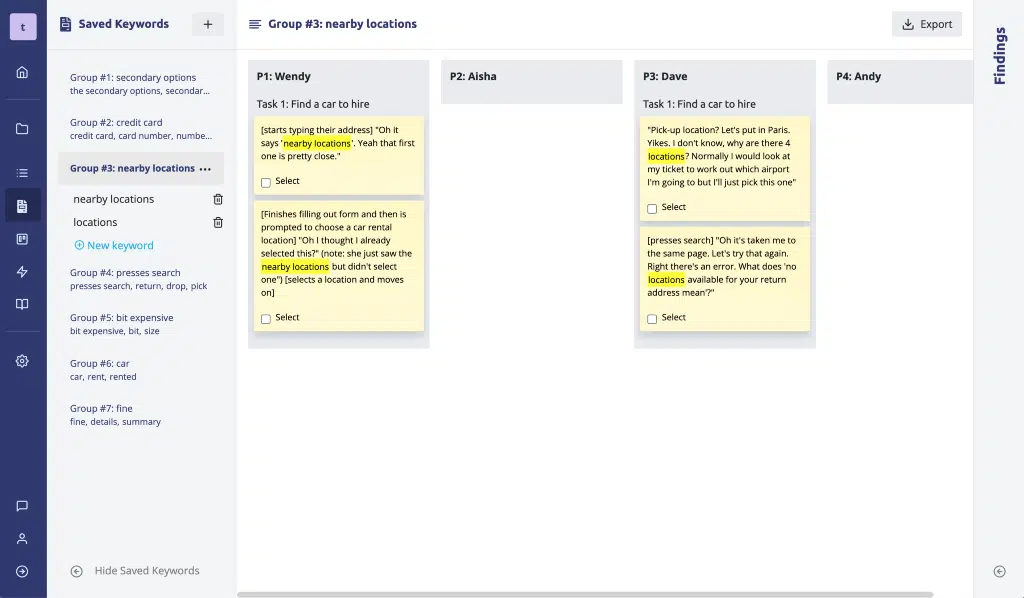 t
Saved Keywords
+
Group #1: secondary options
the secondary options, secondar...
Group #2: credit card
credit card, card number, numbe...
Group #3: nearby locations ...
nearby locations
locations
New keyword
Group #4: presses search
presses search, return, drop, pick
Group #5: bit expensive
bit expensive, bit, size
Group #6: car
car, rent, rented
Group #7: fine
fine, details, summary
Hide Saved Keywords
Group #3: nearby locations
Export
P1: Wendy
Task 1: Find a car to hire
[starts typing their address] "Oh it
says 'nearby locations'. Yeah that first
one is pretty close."
Select
[Finishes filling out form and then is
prompted to choose a car rental
location] "Oh I thought I already
selected this?" (note: she just saw the
nearby locations but didn't select
one") [selects a location and moves
on]
Select
P2: Aisha
P3: Dave
Task 1: Find a car to hire
"Pick-up location? Let's put in Paris.
Yikes. I don't know, why are there 4
locations? Normally I would look at
my ticket to work out which airport
I'm going to but I'll just pick this one"
Select
[presses search] "Oh it's taken me to
the same page. Let's try that again.
Right there's an error. What does 'no
locations available for your return
address mean'?"
Select
P4: Andy
Findings